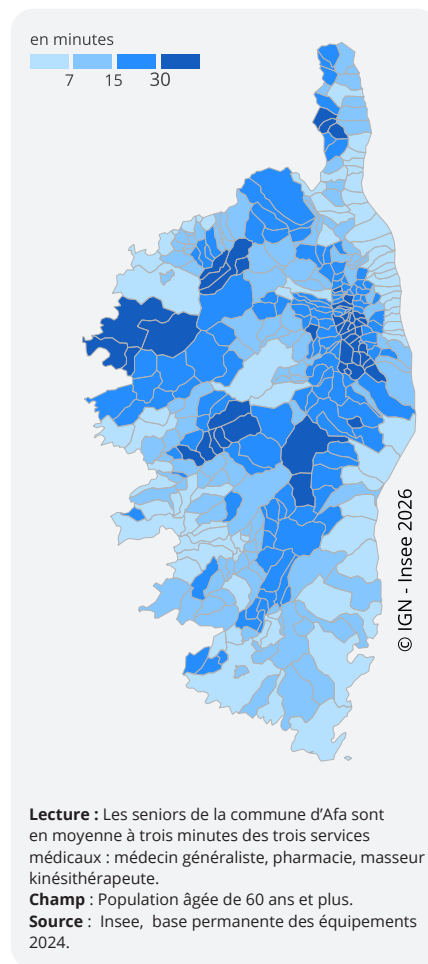 en minutes
7 15 30
© IGN - Insee 2026
Lecture : Les seniors de la commune d’Afa sont
en moyenne à trois minutes des trois services
médicaux : médecin généraliste, pharmacie, masseur
kinésithérapeute.
Champ : Population âgée de 60 ans et plus.
Source : Insee, base permanente des équipements
2024.